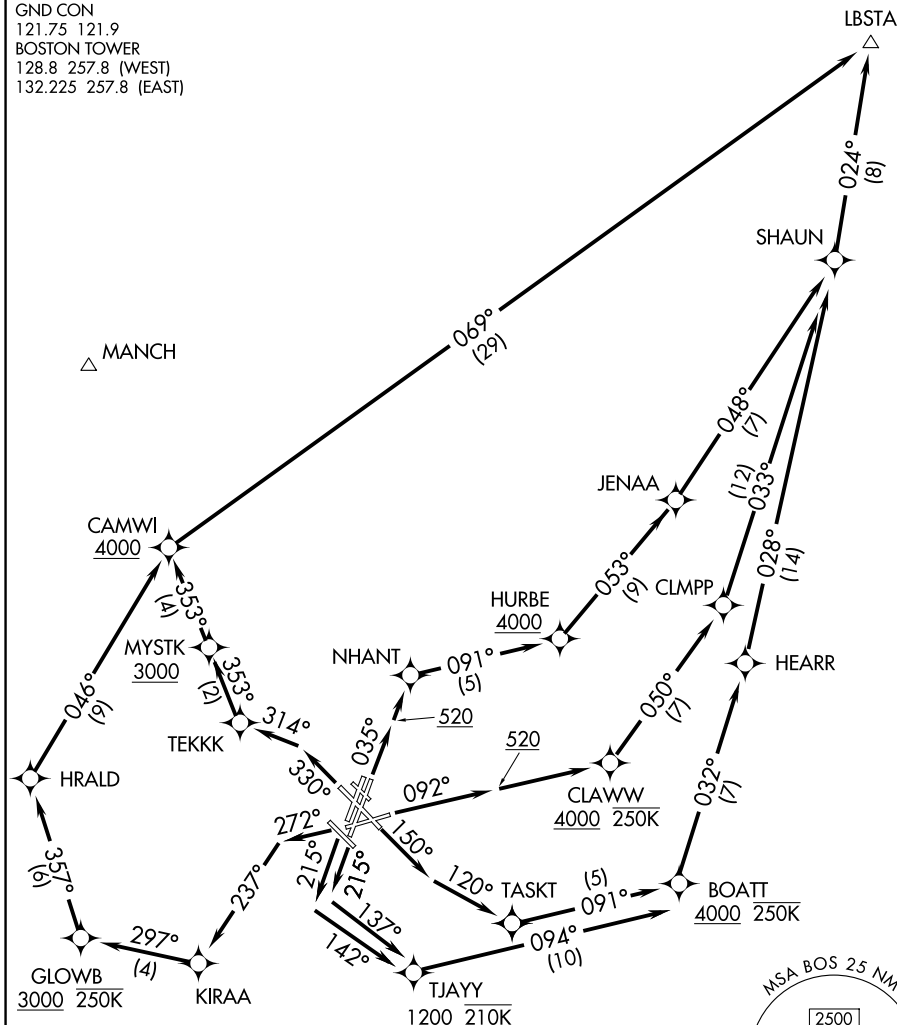 GND CON
121.75 121.9
BOSTON TOWER
128.8 257.8 (WEST)
132.225 257.8 (EAST)
LBSTA
024°
(8)
SHAUN
069°
(29)
MANCH
048°
(7)
JENAA
(12)
033°
CAMWI
4000
028°
(14)
053°
(9)
353°
(4)
HURBE
4000
CLMPP
MYSTK
3000
NHANT
091°
(5)
HEARR
353°
(2)
046°
(9)
050°
(7)
520
314°
TEKKK
035°
520
HRALD
330°
092°
CLAWW
4000 250K
032°
(7)
272°
150°
215°
215°
357°
(6)
237°
120°
TASKT
(5)
091°
BOATT
4000 250K
137°
142°
297°
(4)
094°
(10)
GLOWB
3000 250K
KIRAA
TJAYY
1200 210K
MSA BOS 25 NM
2500